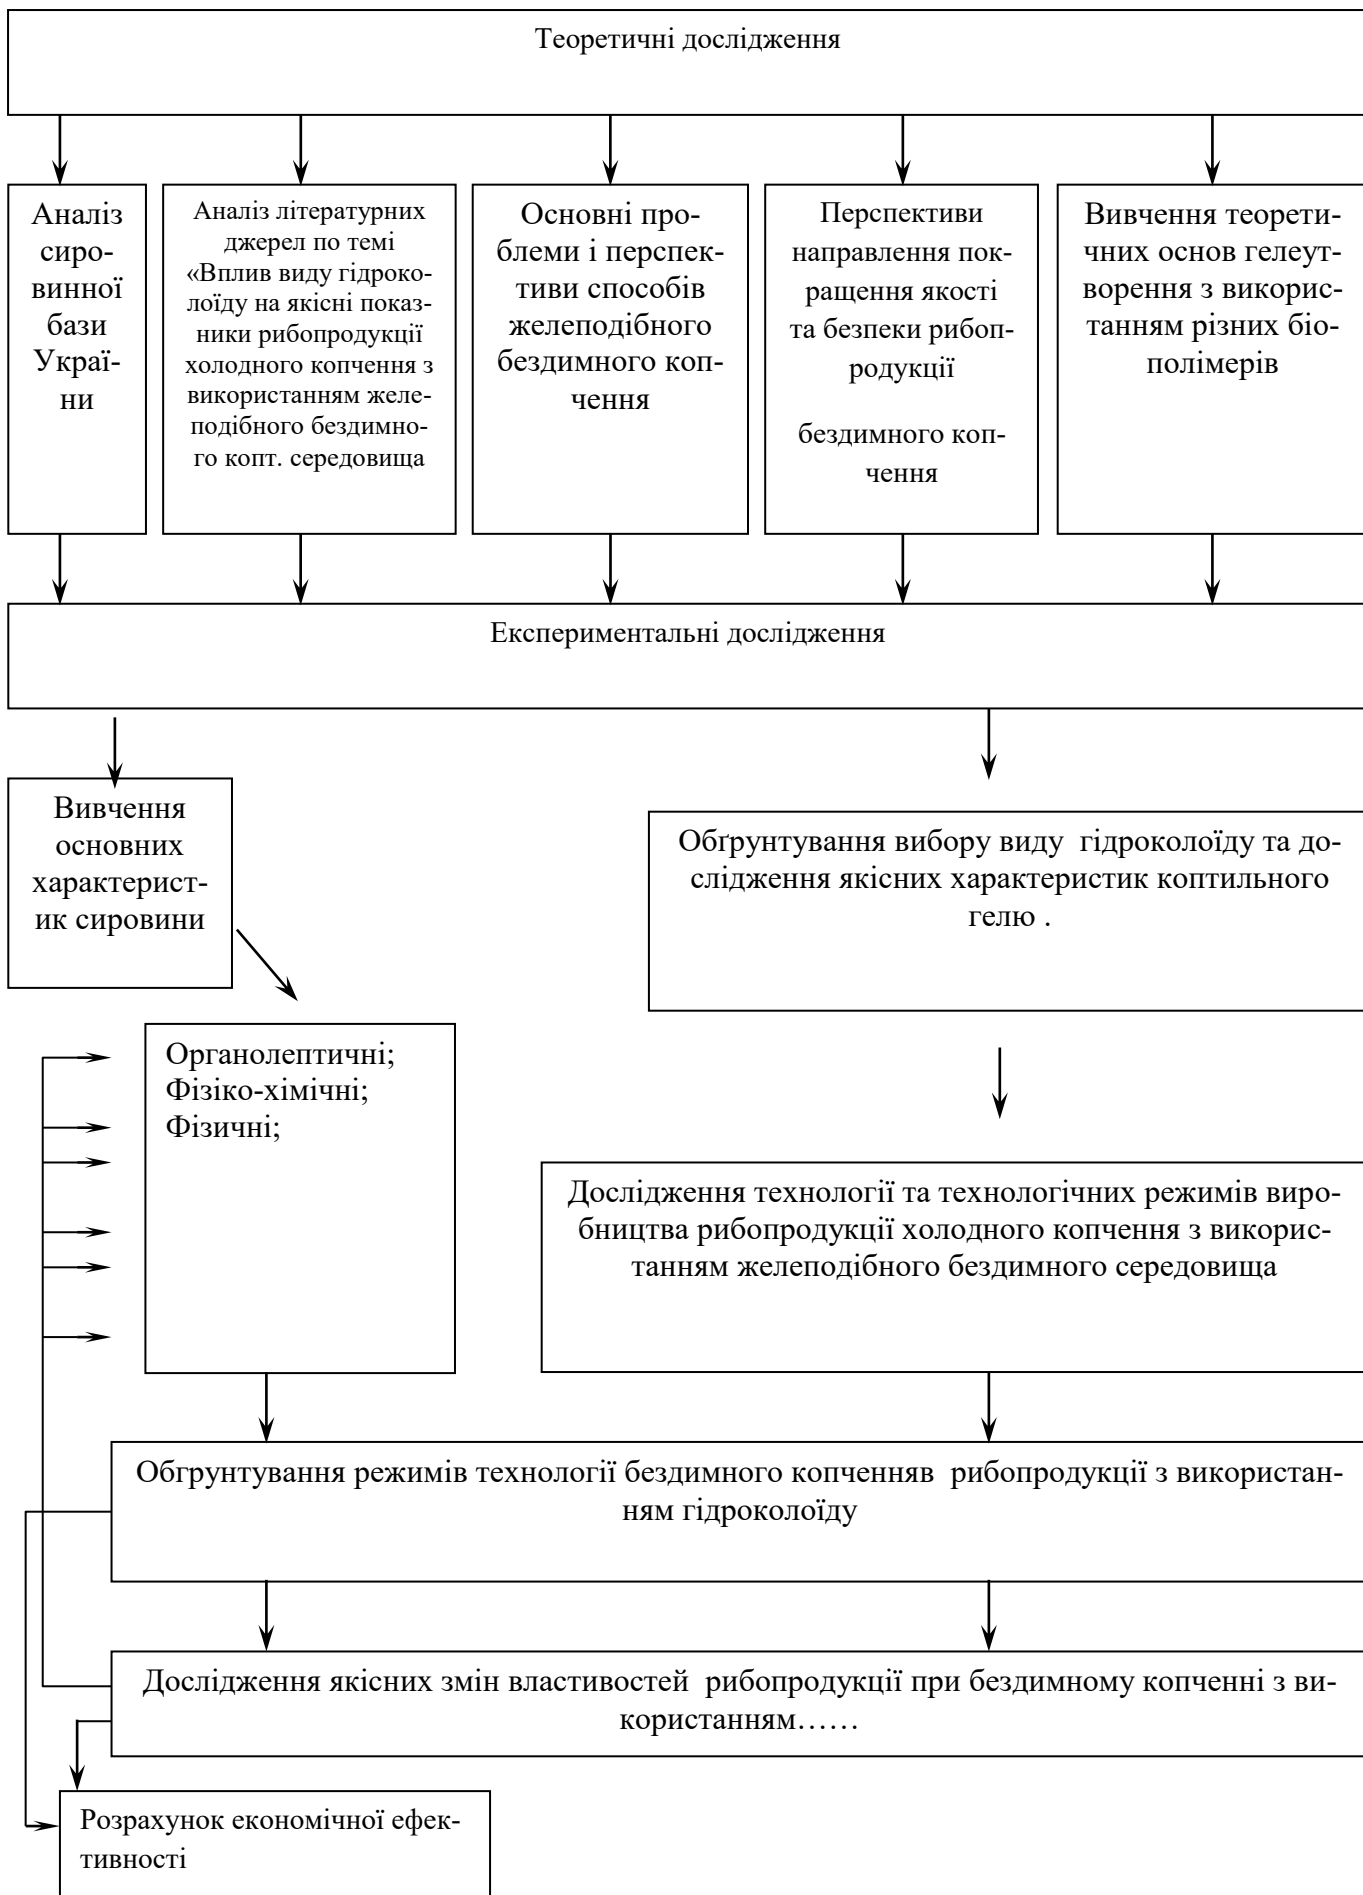 Теоретичні дослідження
Аналіз
сиро-
винної
бази
Украї-
ни
Аналіз літературних
джерел по темі
«Вплив виду гідроко-
лоїду на якісні показ-
ники рибопродукції
холодного копчення з
використанням желе-
подібного бездимно-
го копт. середовища
Основні про-
блеми і перспек-
тиви способів
желеподібного
бездимного коп-
чення
Перспективи
направлення пок-
ращення якості
та безпеки рибоп-
родукції
бездимного коп-
чення
Вивчення теорети-
чних основ гелеут-
ворення з викорис-
танням різних біо-
полімерів
Експериментальні дослідження
Вивчення
основних
характерист-
ик сировини
Обґрунтування вибору виду  гідроколоїду та до-
слідження якісних характеристик коптильного
гелю .
Органолептичні;
Фізіко-хімічні;
Фізичні;
Дослідження технології та технологічних режимів виро-
бництва рибопродукції холодного копчення з викорис-
танням желеподібного бездимного середовища
Обгрунтування режимів технології бездимного копченняв  рибопродукції з використан-
ням гідроколоїду
Дослідження якісних змін властивостей  рибопродукції при бездимному копченні з ви-
користанням……
Розрахунок економічної ефек-
тивності